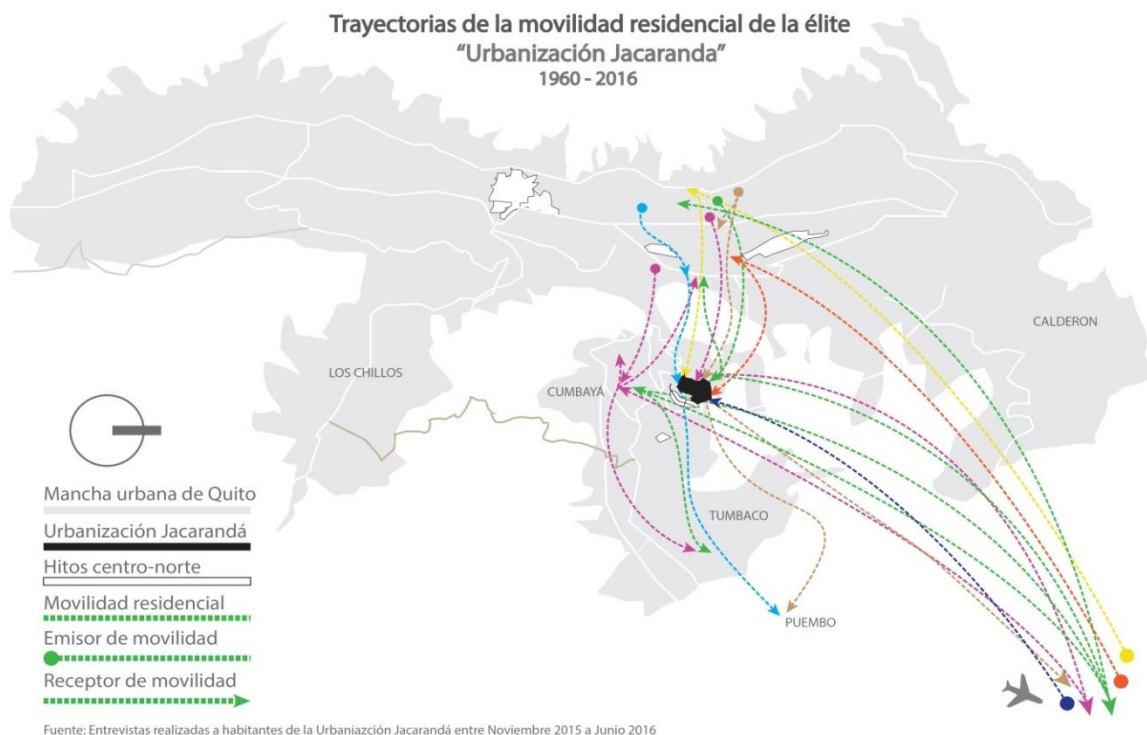 Trayectorias de la movilidad residencial de la élite
"Urbanización Jacaranda"
1960 - 2016
CALDERON
LOS CHILLOS
CUMBAYÁ
TUMBACO
PUEMBO
Mancha urbana de Quito
Urbanización Jacarandá
Hitos centro-norte
Movilidad residencial
Emisor de movilidad
Receptor de movilidad
Fuente: Entrevistas realizadas a habitantes de la Urbaniazción Jacarandá entre Noviembre 2015 a Junio 2016